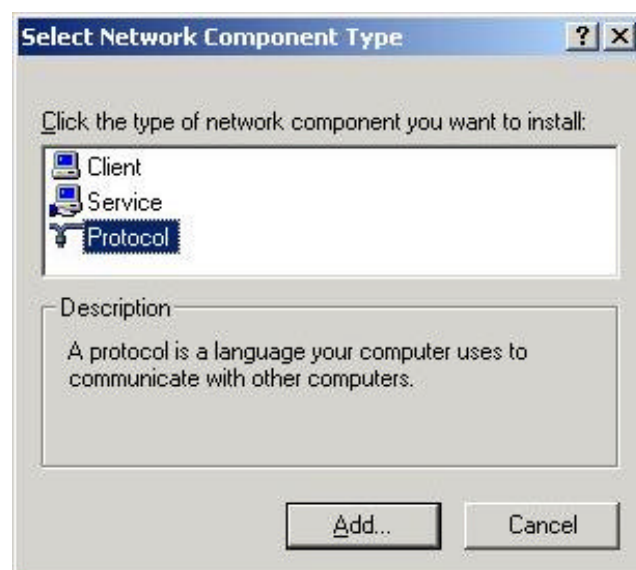 Select Network Component Type
Click the type of network component you want to install:
Client
Service
Protocol
Description
A protocol is a language your computer uses to
communicate with other computers.
Add...
Cancel